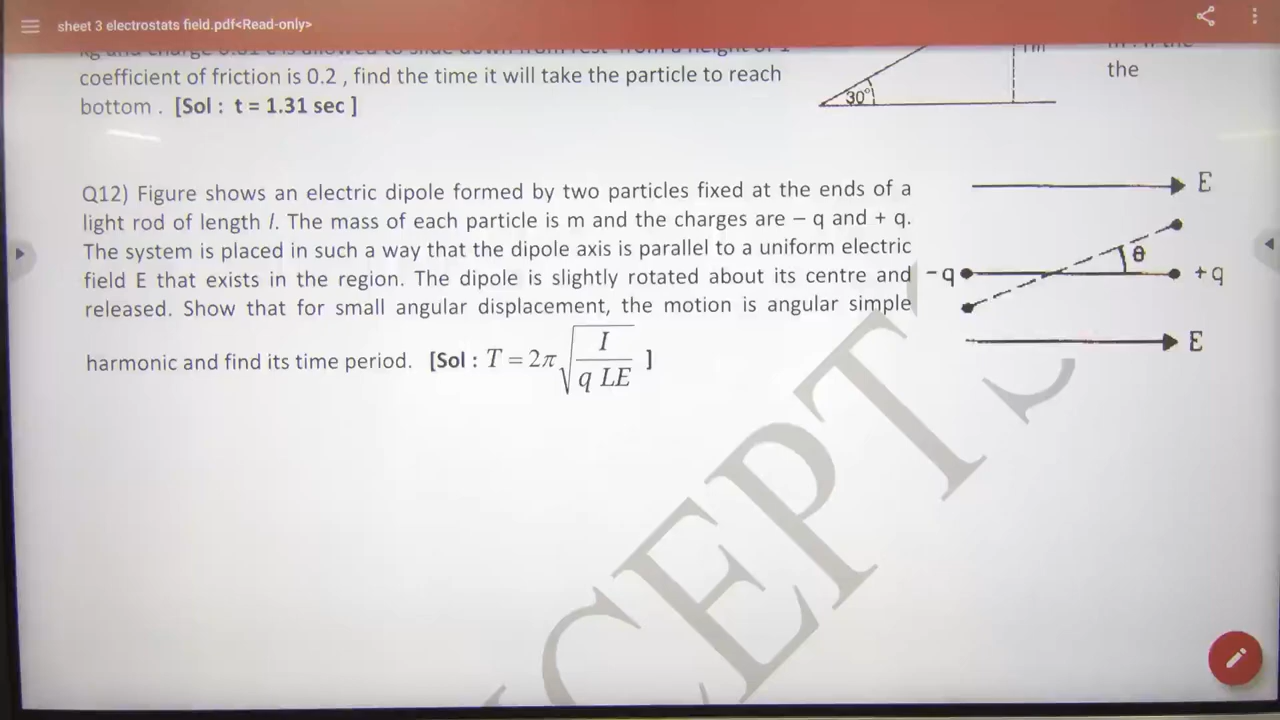 sheet 3 electrostats field.pdf<Read-only>
coefficient of friction is 0.2 , find the time it will take the particle to reach the
bottom . [Sol : t = 1.31 sec ]
1m
30°
Q12) Figure shows an electric dipole formed by two particles fixed at the ends of a
light rod of length l. The mass of each particle is m and the charges are – q and + q.
The system is placed in such a way that the dipole axis is parallel to a uniform electric
field E that exists in the region. The dipole is slightly rotated about its centre and
released. Show that for small angular displacement, the motion is angular simple
harmonic and find its time period. [Sol : T = 2π √(I / q LE) ]
E
θ
-q +q
E
CEPT